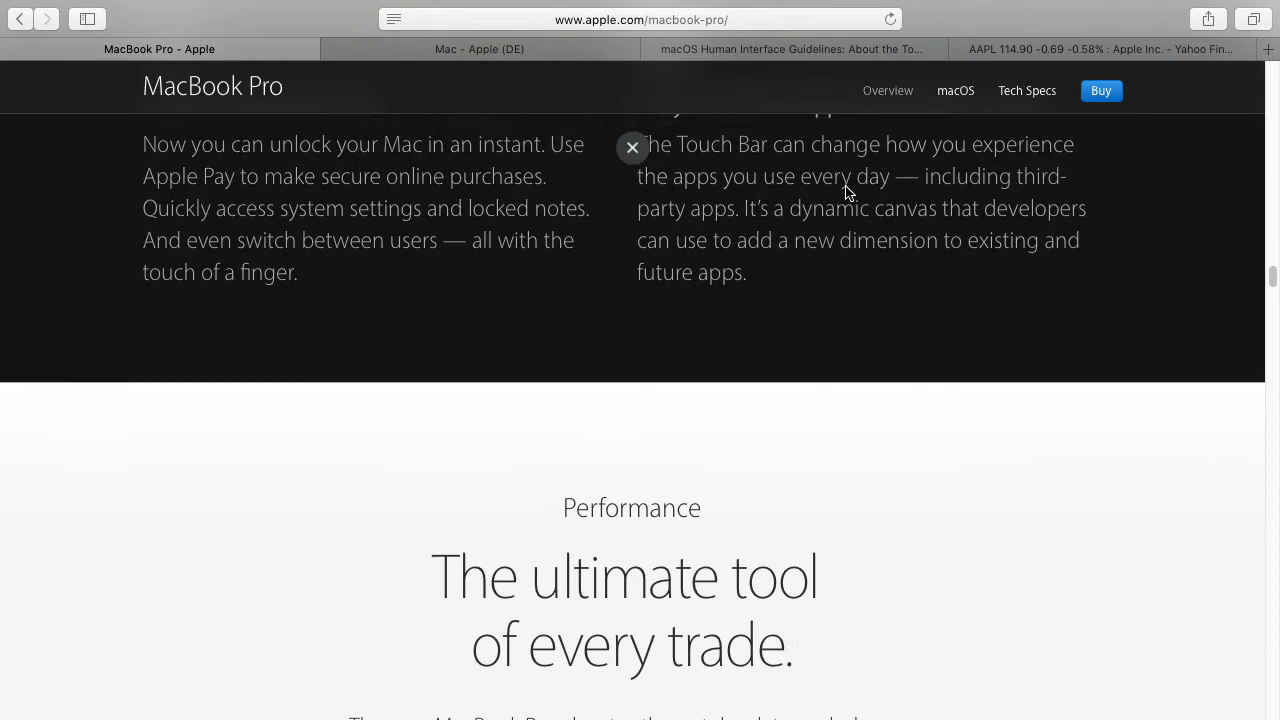 www.apple.com/macbook-pro/
MacBook Pro - Apple
Mac - Apple (DE)
macOS Human Interface Guidelines: About the To...
AAPL 114.90 -0.69 -0.58% : Apple Inc. - Yahoo Fin...
MacBook Pro
Overview
macOS
Tech Specs
Buy
Now you can unlock your Mac in an instant. Use
Apple Pay to make secure online purchases.
Quickly access system settings and locked notes.
And even switch between users — all with the
touch of a finger.
The Touch Bar can change how you experience
the apps you use every day — including third-
party apps. It’s a dynamic canvas that developers
can use to add a new dimension to existing and
future apps.
Performance
The ultimate tool
of every trade.